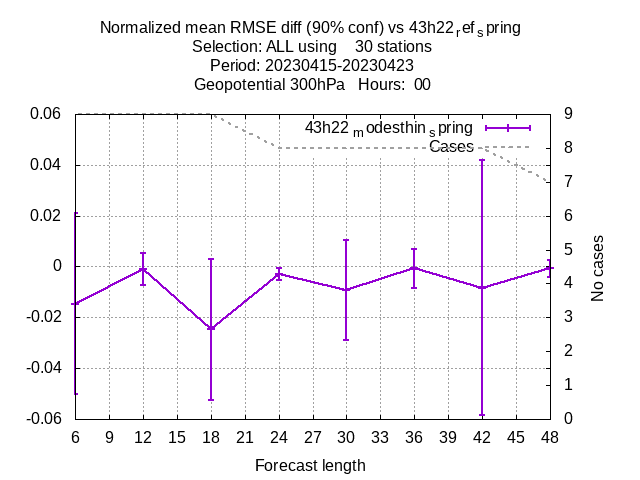 Normalized mean RMSE diff (90% conf) vs 43h22refspring
Selection: ALL using 30 stations
Period: 20230415-20230423
Geopotential 300hPa Hours: 00
43h22modesthinspring
Cases
0.06
0.04
0.02
0
-0.02
-0.04
-0.06
9
8
7
6
5
4
3
2
1
0
No cases
6 9 12 15 18 21 24 27 30 33 36 39 42 45 48
Forecast length